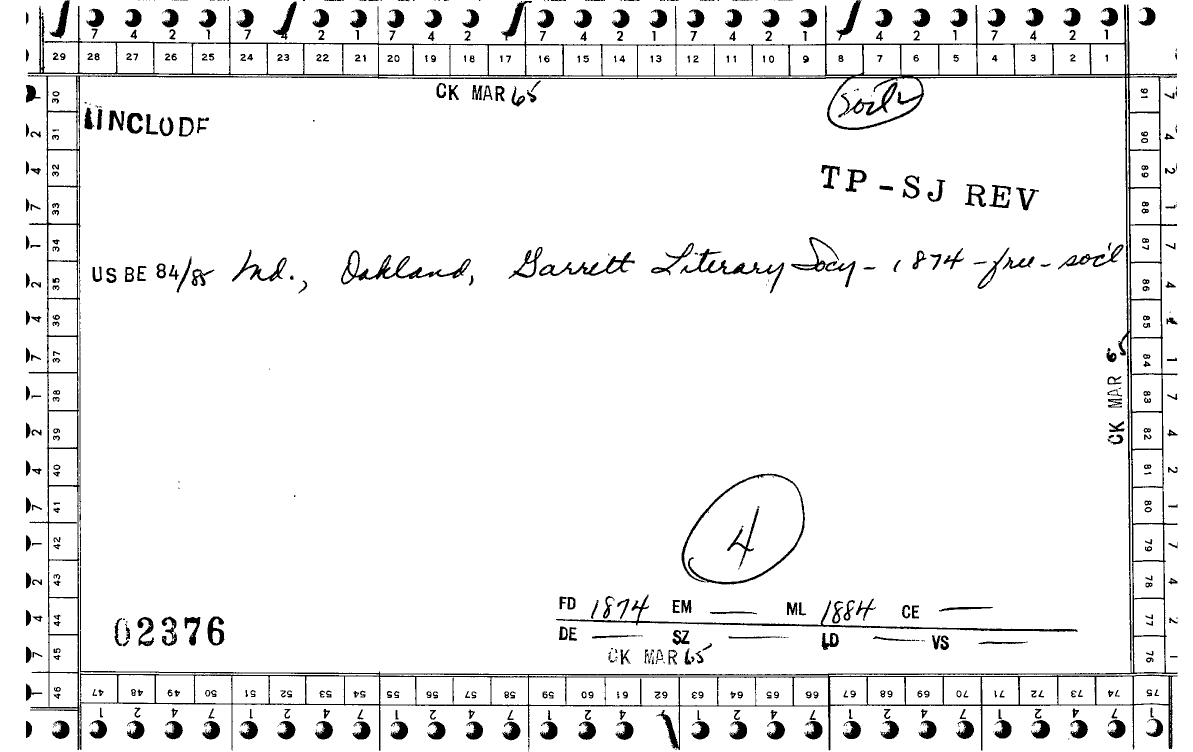 7 4 2 1 7 4 2 1 7 4 2 1 7 4 2 1 7 4 2 1 7 4 2 1 7 4 2 1
29 28 27 26 25 24 23 22 21 20 19 18 17 16 15 14 13 12 11 10 9 8 7 6 5 4 3 2 1
CK MAR 65
soc'l
INCLUDE
TP-SJ REV
US BE 84/85 Md., Oakland, Garrett Literary Socy - 1874 - free - soc'l
CK MAR 65
4
FD 1874 EM — ML 1884 CE —
DE — SZ — LD — VS —
02376
CK MAR 65
30 31 32 33 34 35 36 37 38 39 40 41 42 43 44 45 46
91 90 89 88 87 86 85 84 83 82 81 80 79 78 77 76 75
47 48 49 50 51 52 53 54 55 56 57 58 59 60 61 62 63 64 65 66 67 68 69 70 71 72 73 74
1 2 4 7 1 2 4 7 1 2 4 7 1 2 4 7 1 2 4 7 1 2 4 7 1 2 4 7